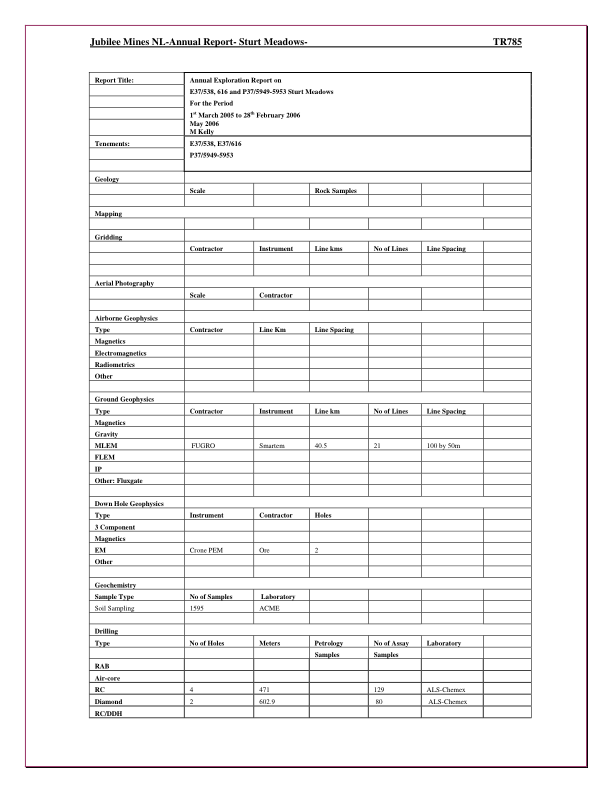 Jubilee Mines NL-Annual Report- Sturt Meadows- TR785
Report Title: Annual Exploration Report on
E37/538, 616 and P37/5949-5953 Sturt Meadows
For the Period
1st March 2005 to 28th February 2006
May 2006
M Kelly
Tenements: E37/538, E37/616
P37/5949-5953
Geology
Scale Rock Samples
Mapping
Gridding
Contractor Instrument Line kms No of Lines Line Spacing
Aerial Photography
Scale Contractor
Airborne Geophysics
Type Contractor Line Km Line Spacing
Magnetics
Electromagnetics
Radiometrics
Other
Ground Geophysics
Type Contractor Instrument Line km No of Lines Line Spacing
Magnetics
Gravity
MLEM FUGRO Smartem 40.5 21 100 by 50m
FLEM
IP
Other: Fluxgate
Down Hole Geophysics
Type Instrument Contractor Holes
3 Component
Magnetics
EM Crone PEM Ore 2
Other
Geochemistry
Sample Type No of Samples Laboratory
Soil Sampling 1595 ACME
Drilling
Type No of Holes Meters Petrology No of Assay Laboratory
Samples Samples
RAB
Air-core
RC 4 471 129 ALS-Chemex
Diamond 2 602.9 80 ALS-Chemex
RC/DDH